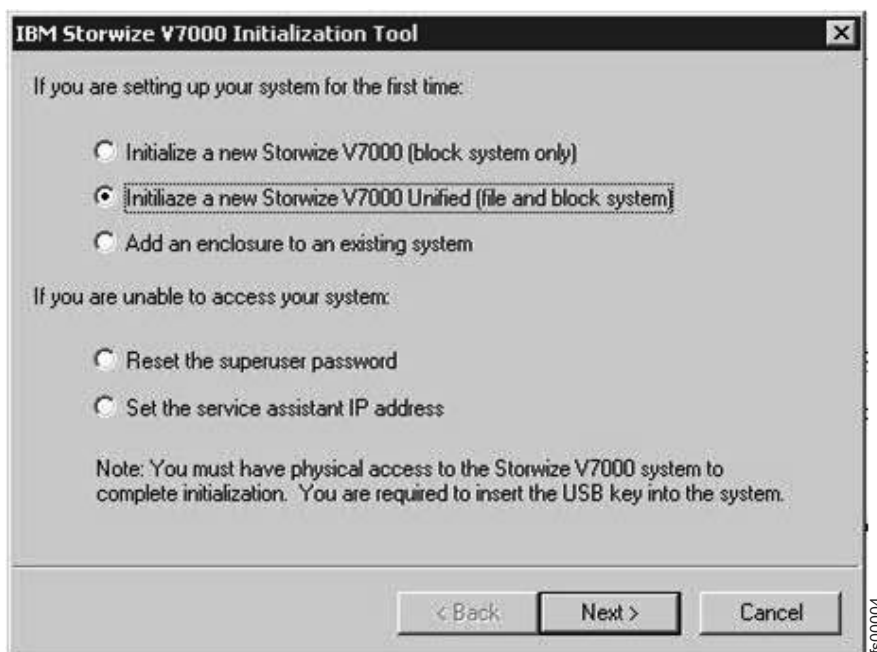 IBM Storwize V7000 Initialization Tool
If you are setting up your system for the first time:
Initialize a new Storwize V7000 (block system only)
Initiliaze a new Storwize V7000 Unified (file and block system)
Add an enclosure to an existing system
If you are unable to access your system:
Reset the superuser password
Set the service assistant IP address
Note: You must have physical access to the Storwize V7000 system to
complete initialization. You are required to insert the USB key into the system.
< Back
Next >
Cancel
fs00004